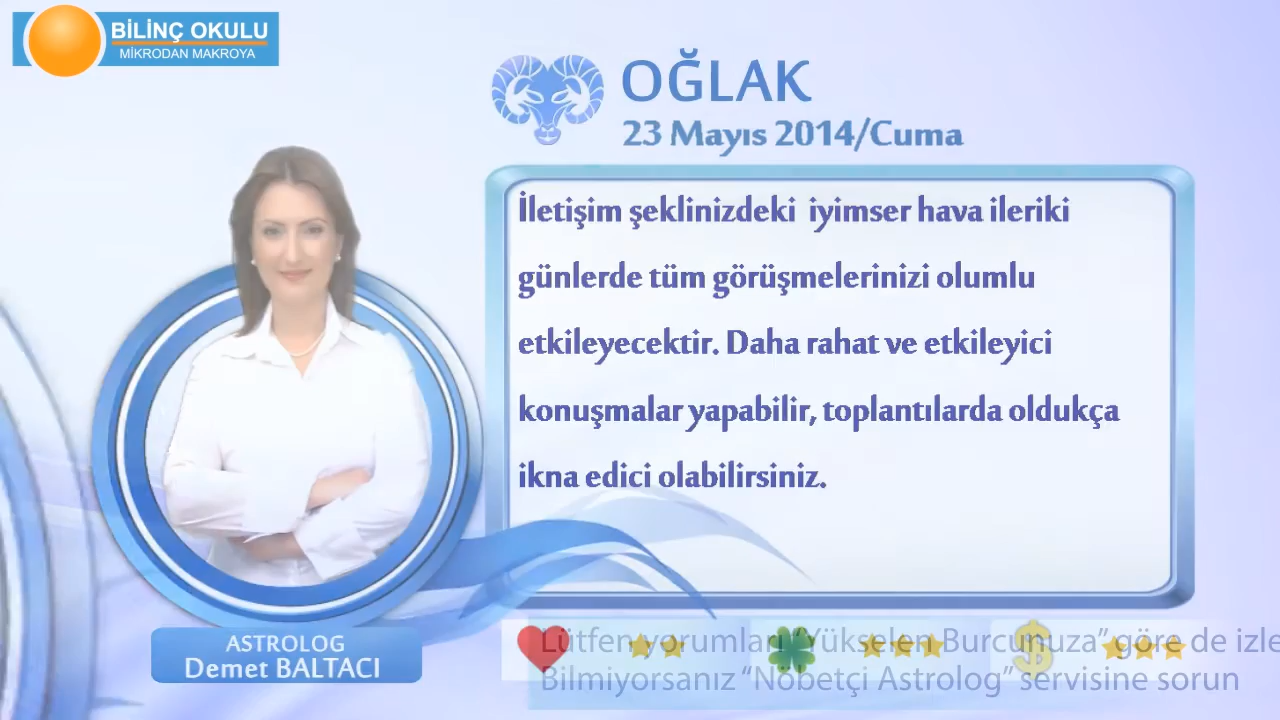 BİLİNÇ OKULU
MİKRODAN MAKROYA
OĞLAK
23 Mayıs 2014/Cuma
İletişim şeklinizdeki iyimser hava ileriki
günlerde tüm görüşmelerinizi olumlu
etkileyecektir. Daha rahat ve etkileyici
konuşmalar yapabilir, toplantılarda oldukça
ikna edici olabilirsiniz.
ASTROLOG
Demet BALTACI
Lütfen yorumları “Yükselen Burcunuza” göre de izle
Bilmiyorsanız “Nöbetçi Astrolog” servisine sorun